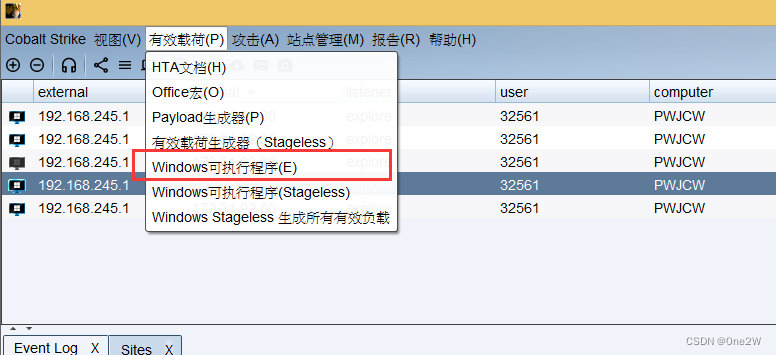 Cobalt Strike 视图(V) 有效载荷(P) 攻击(A) 站点管理(M) 报告(R) 帮助(H)
HTA文档(H)
Office宏(O)
Payload生成器(P)
有效载荷生成器（Stageless）
Windows可执行程序(E)
Windows可执行程序(Stageless)
Windows Stageless 生成所有有效负载
external listener user computer
192.168.245.1 32561 PWJCW
192.168.245.1 explore 32561 PWJCW
192.168.245.1 32561 PWJCW
192.168.245.1 32561 PWJCW
192.168.245.1 32561 PWJCW
Event Log X Sites X
CSDN @One2W